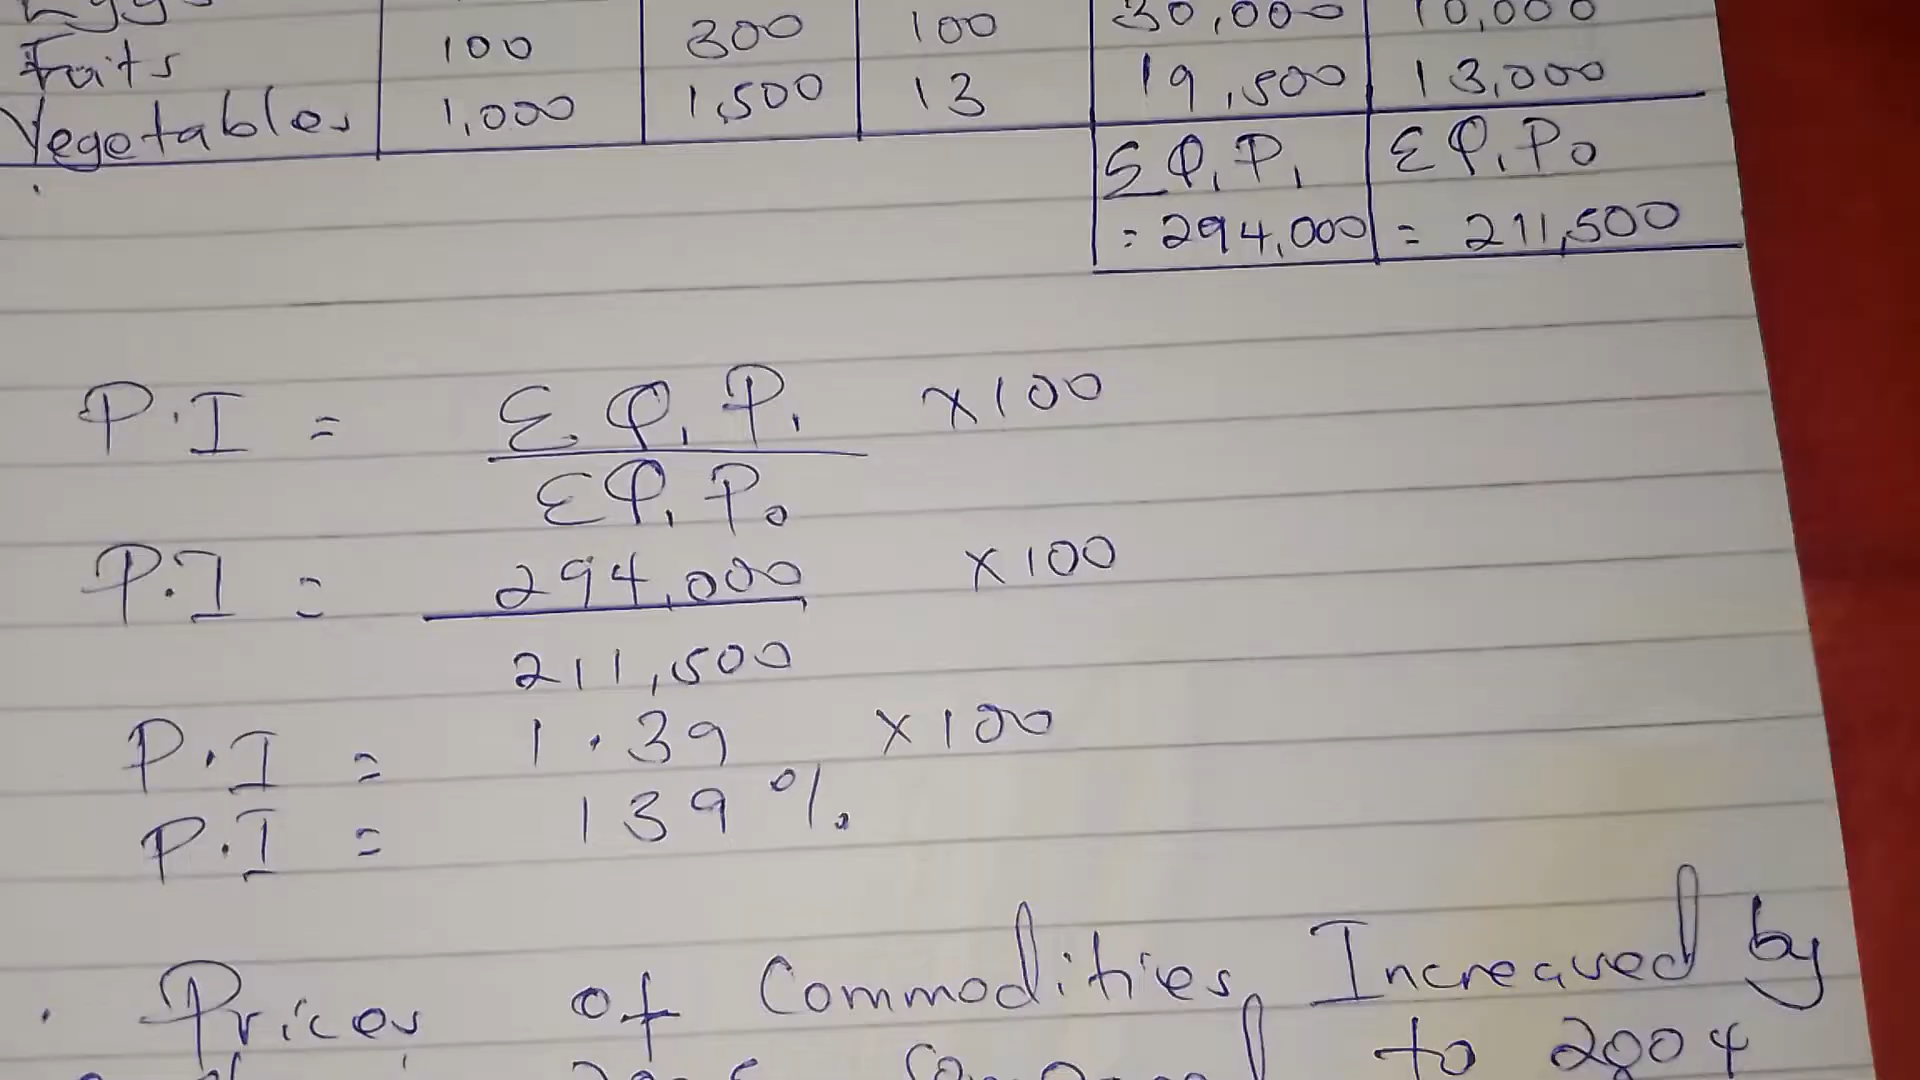 Fruits 100 300 100 30,000 10,000
Vegetables 1,000 1,500 13 19,500 13,000
ΣQ1P1 ΣQ1P0
= 294,000 = 211,500
P.I = ΣQ1P1 x100
ΣQ1P0
P.I = 294,000 x100
211,500
P.I = 1.39 x100
P.I = 139%
. Prices of Commodities Increased by
to 2004